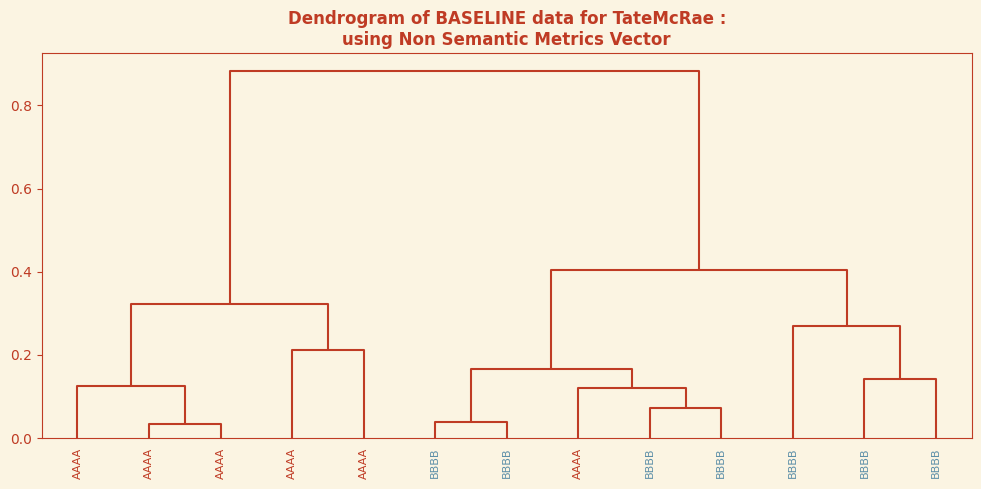 Dendrogram of BASELINE data for TateMcRae :
using Non Semantic Metrics Vector
0.8
0.6
0.4
0.2
0.0
AAAA
AAAA
AAAA
AAAA
AAAA
BBBB
BBBB
AAAA
BBBB
BBBB
BBBB
BBBB
BBBB